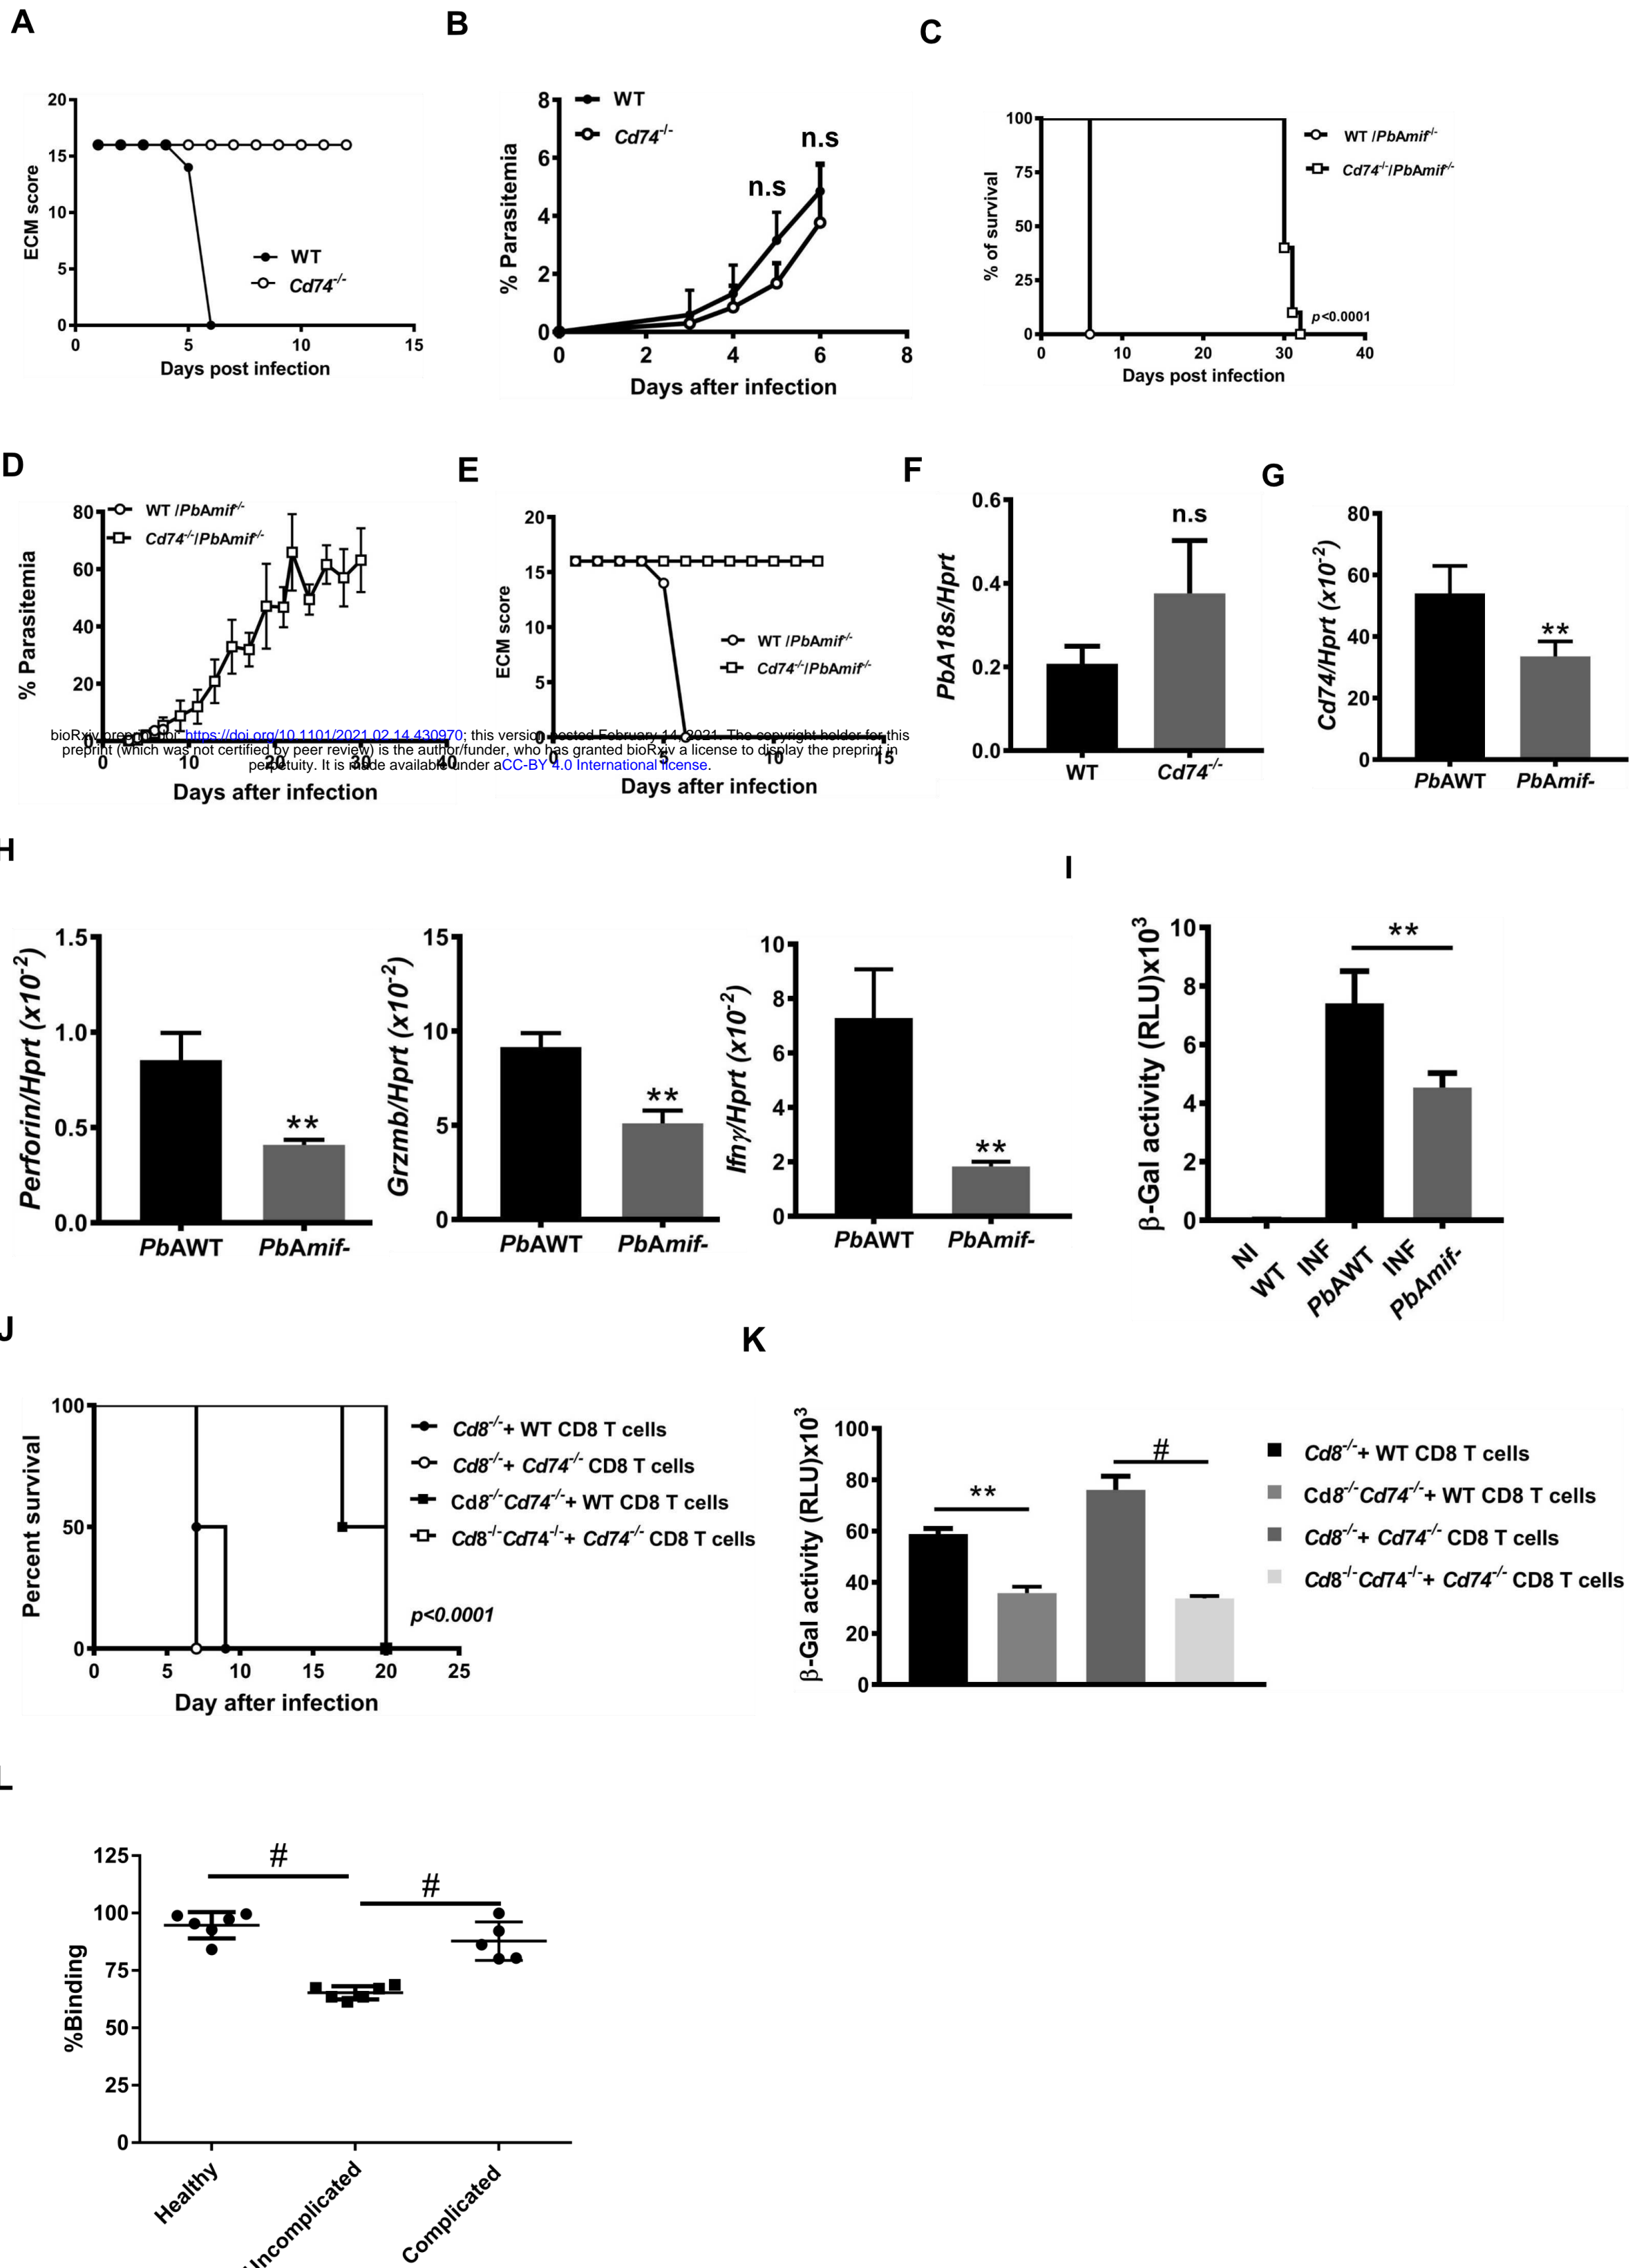 A
B
C
20
15
10
5
0
ECM score
WT
Cd74-/-
0 5 10 15
Days post infection
8
6
4
2
0
% Parasitemia
WT
Cd74-/-
n.s
n.s
0 2 4 6 8
Days after infection
100
75
50
25
0
% of survival
WT /PbAmif-/-
Cd74-/-/PbAmif-/-
p<0.0001
0 10 20 30 40
Days post infection
D
E
F
G
80
60
40
20
0
% Parasitemia
WT /PbAmif-/-
Cd74-/-/PbAmif-/-
0 10 20 30 40
Days after infection
20
15
10
5
0
ECM score
WT /PbAmif-/-
Cd74-/-/PbAmif-/-
0 5 10 15
Days after infection
bioRxiv preprint doi: https://doi.org/10.1101/2021.02.14.430970; this version posted February 14, 2021. The copyright holder for this
preprint (which was not certified by peer review) is the author/funder, who has granted bioRxiv a license to display the preprint in
perpetuity. It is made available under aCC-BY 4.0 International license.
0.6
0.4
0.2
0.0
PbA18s/Hprt
n.s
WT Cd74-/-
80
60
40
20
0
Cd74/Hprt (x10-2)
**
PbAWT PbAmif-
H
I
1.5
1.0
0.5
0.0
Perforin/Hprt (x10-2)
**
PbAWT PbAmif-
15
10
5
0
Grzmb/Hprt (x10-2)
**
PbAWT PbAmif-
10
8
6
4
2
0
Ifnγ/Hprt (x10-2)
**
PbAWT PbAmif-
10
8
6
4
2
0
β-Gal activity (RLU)x103
**
NI
WT
INF
PbAWT
INF
PbAmif-
J
K
100
50
0
Percent survival
Cd8-/-+ WT CD8 T cells
Cd8-/-+ Cd74-/- CD8 T cells
Cd8-/-Cd74-/-+ WT CD8 T cells
Cd8-/-Cd74-/-+ Cd74-/- CD8 T cells
p<0.0001
0 5 10 15 20 25
Day after infection
100
80
60
40
20
0
β-Gal activity (RLU)x103
**
#
Cd8-/-+ WT CD8 T cells
Cd8-/-Cd74-/-+ WT CD8 T cells
Cd8-/-+ Cd74-/- CD8 T cells
Cd8-/-Cd74-/-+ Cd74-/- CD8 T cells
L
125
100
75
50
25
0
%Binding
#
#
Healthy
Uncomplicated
Complicated